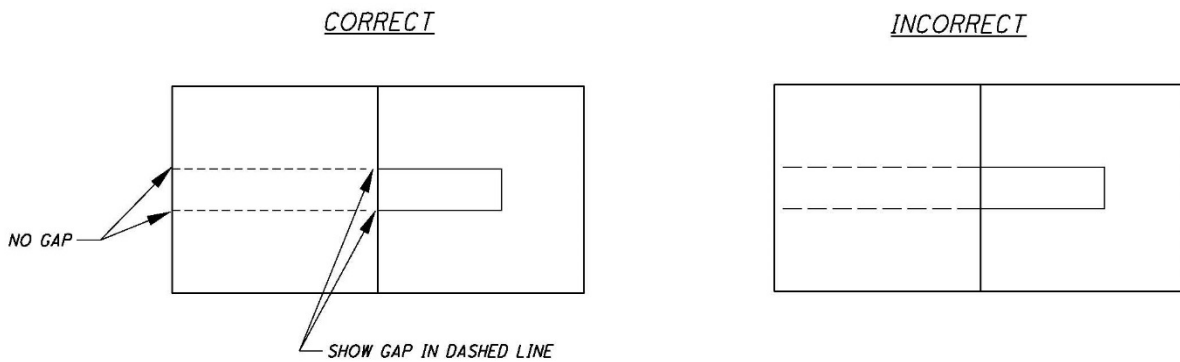 CORRECT
INCORRECT
NO GAP
SHOW GAP IN DASHED LINE